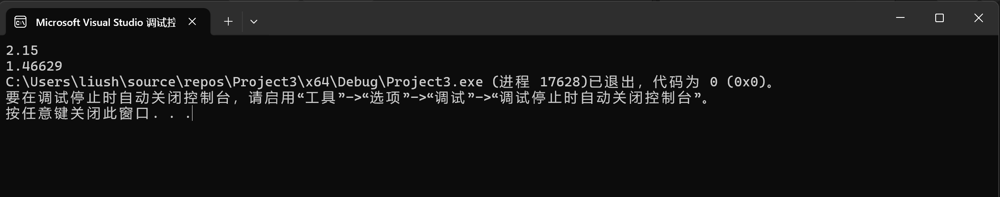 Microsoft Visual Studio 调试控
2.15
1.46629
C:\Users\liush\source\repos\Project3\x64\Debug\Project3.exe (进程 17628)已退出，代码为 0 (0x0)。
要在调试停止时自动关闭控制台，请启用“工具”->“选项”->“调试”->“调试停止时自动关闭控制台”。
按任意键关闭此窗口. . .